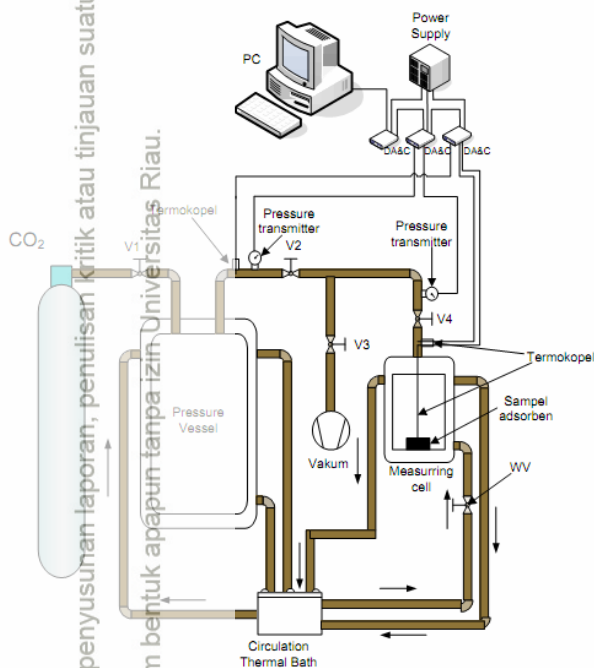 Power
Supply
PC
DA&C
DA&C
DA&C
penyusunan laporan, penulisan kritik atau tinjauan suatu
m bentuk apapun tanpa izin Universitas Riau.
Termokopel
Pressure
transmitter
Pressure
transmitter
CO2
V1
V2
V4
V3
Termokopel
Sampel
adsorben
Pressure
Vessel
Vakum
Measurring
cell
WV
Circulation
Thermal Bath